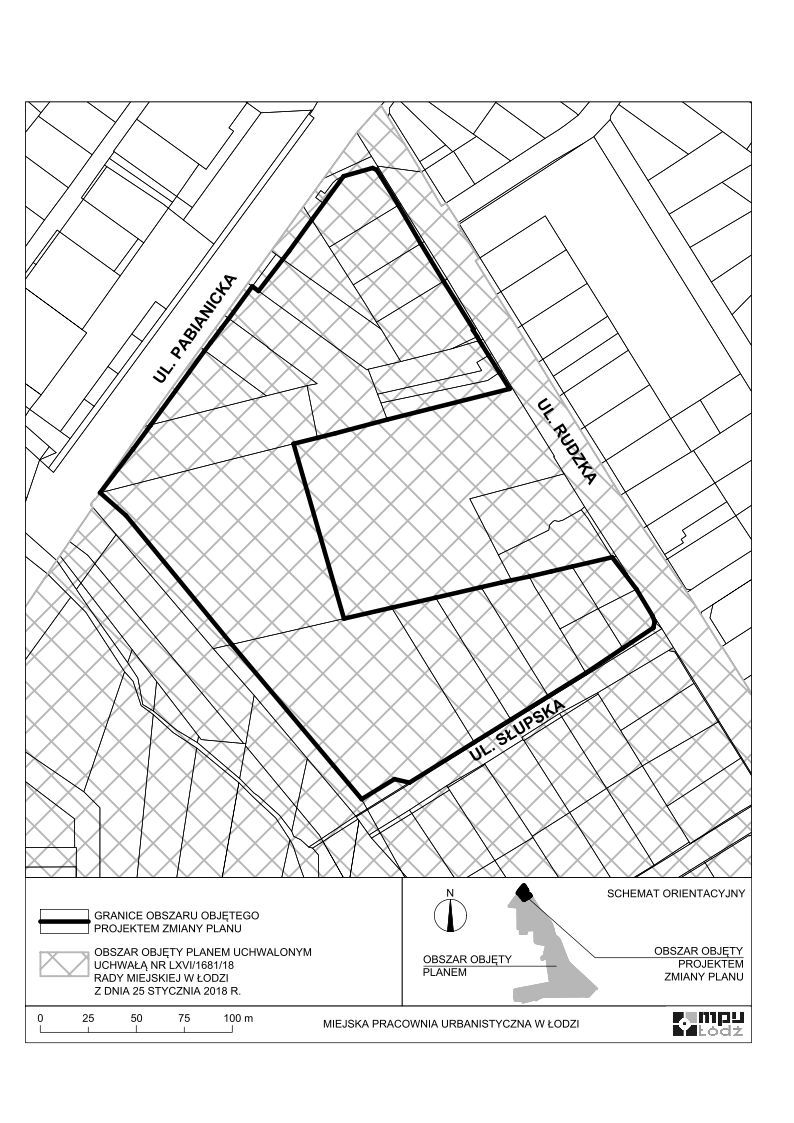 UL. PABIANICKA
UL. RUDZKA
UL. SŁUPSKA
GRANICE OBSZARU OBJĘTEGO
PROJEKTEM ZMIANY PLANU
OBSZAR OBJĘTY PLANEM UCHWALONYM
UCHWAŁĄ NR LXVI/1681/18
RADY MIEJSKIEJ W ŁODZI
Z DNIA 25 STYCZNIA 2018 R.
N
SCHEMAT ORIENTACYJNY
OBSZAR OBJĘTY
PLANEM
OBSZAR OBJĘTY
PROJEKTEM
ZMIANY PLANU
0 25 50 75 100 m
MIEJSKA PRACOWNIA URBANISTYCZNA W ŁODZI
mpu
Łódź